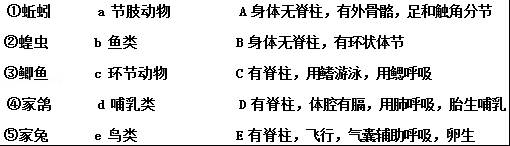 ①蚯蚓 a 节肢动物 A 身体无脊柱，有外骨骼，足和触角分节
②蝗虫 b 鱼类 B 身体无脊柱，有环状体节
③鲫鱼 c 环节动物 C 有脊柱，用鳍游泳，用鳃呼吸
④家鸽 d 哺乳类 D 有脊柱，体腔有膈，用肺呼吸，胎生哺乳
⑤家兔 e 鸟类 E 有脊柱，飞行，气囊辅助呼吸，卵生